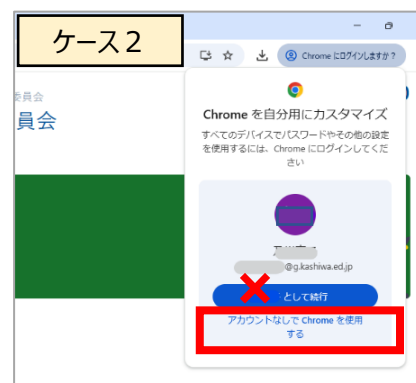 ケース２
Chrome にログインしますか？
委員会
員会
Chrome を自分用にカスタマイズ
すべてのデバイスでパスワードやその他の設定
を使用するには、Chrome にログインしてくだ
さい
@g.kashiwa.ed.jp
として続行
アカウントなしで Chrome を使用
する